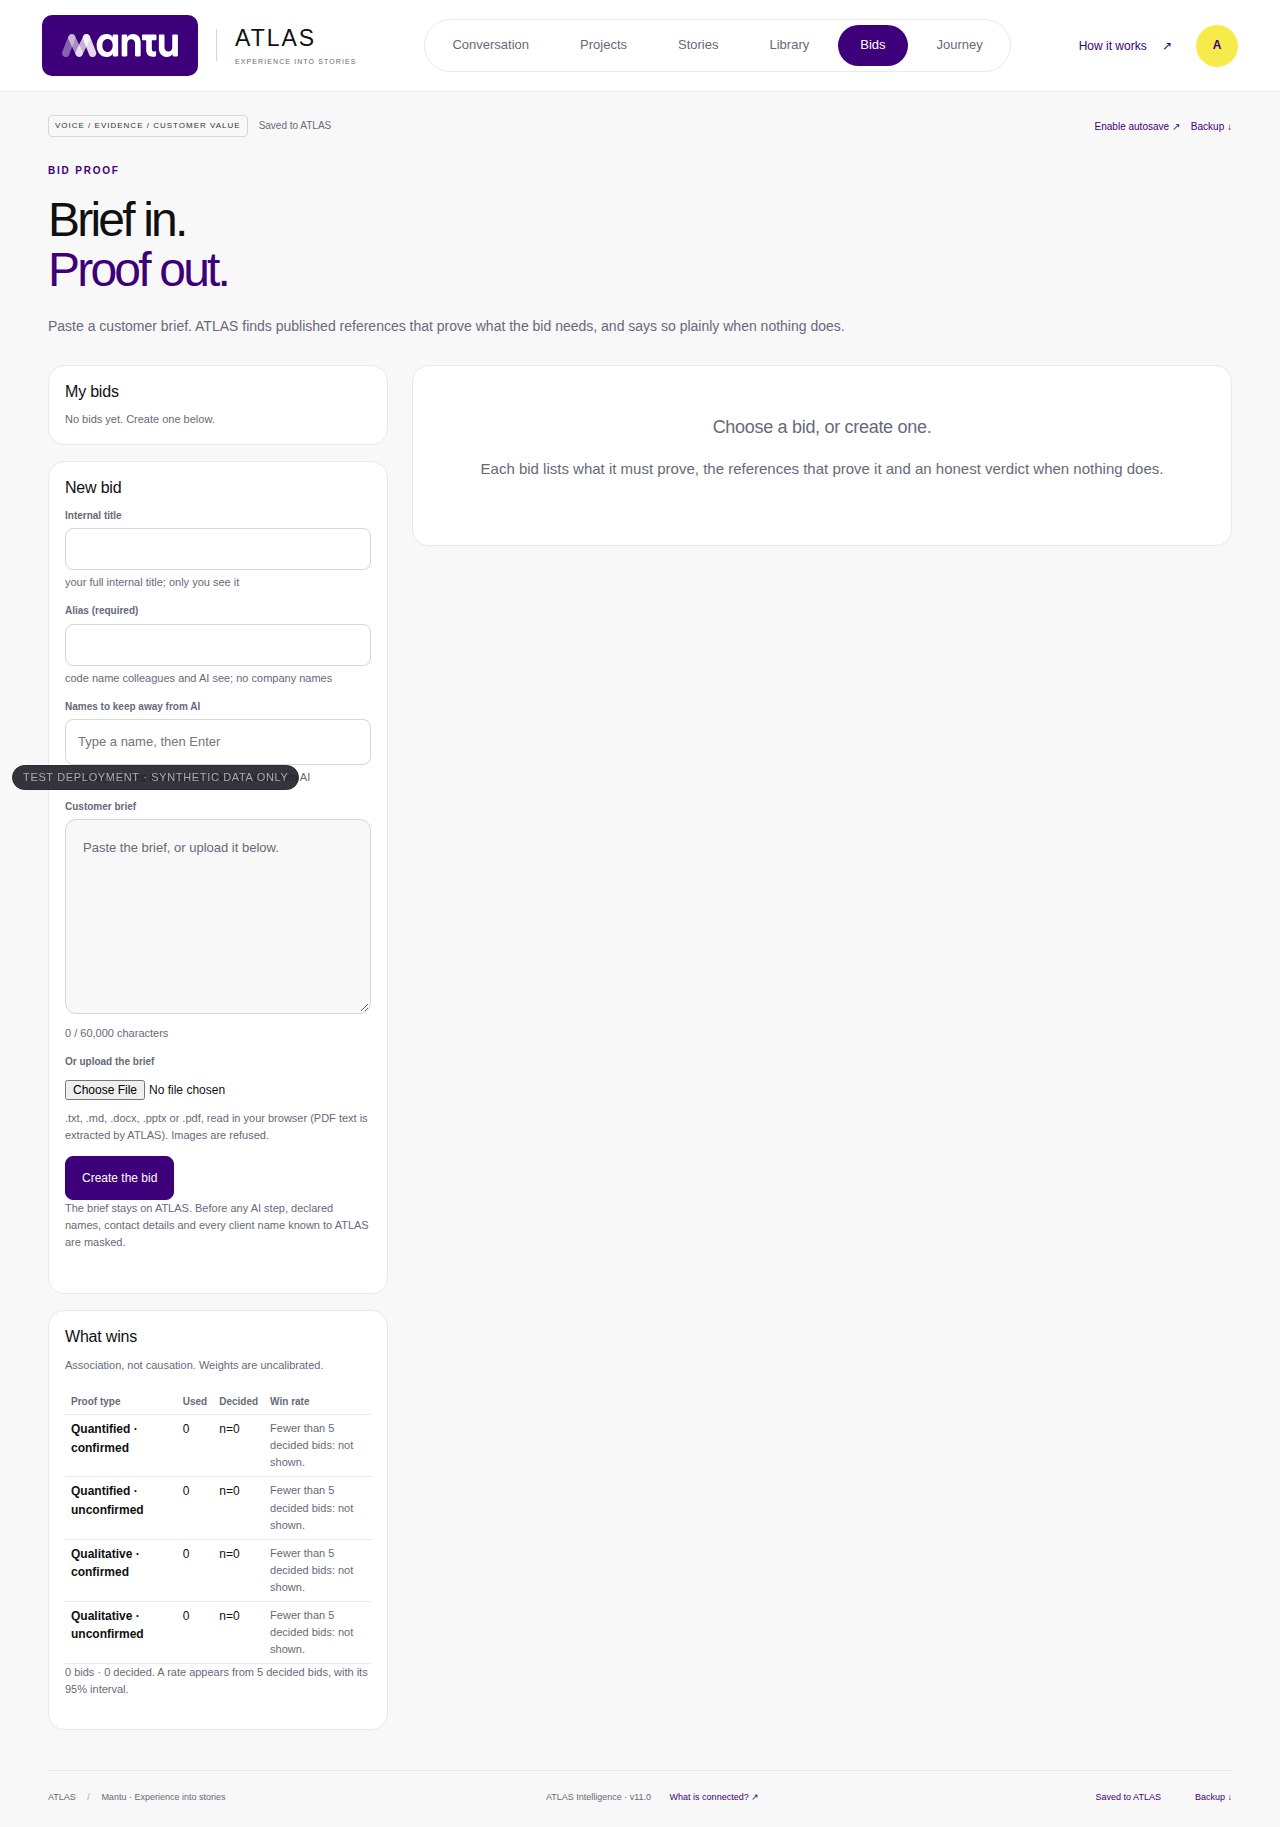 mantu
ATLAS
EXPERIENCE INTO STORIES
Conversation Projects Stories Library Bids Journey
How it works ↗
A
VOICE / EVIDENCE / CUSTOMER VALUE
Saved to ATLAS
Enable autosave ↗ Backup ↓
BID PROOF
Brief in.
Proof out.
Paste a customer brief. ATLAS finds published references that prove what the bid needs, and says so plainly when nothing does.
My bids
No bids yet. Create one below.
Choose a bid, or create one.
Each bid lists what it must prove, the references that prove it and an honest verdict when nothing does.
New bid
Internal title
your full internal title; only you see it
Alias (required)
code name colleagues and AI see; no company names
Names to keep away from AI
Type a name, then Enter
TEST DEPLOYMENT · SYNTHETIC DATA ONLY
AI
Customer brief
Paste the brief, or upload it below.
0 / 60,000 characters
Or upload the brief
Choose File No file chosen
.txt, .md, .docx, .pptx or .pdf, read in your browser (PDF text is
extracted by ATLAS). Images are refused.
Create the bid
The brief stays on ATLAS. Before any AI step, declared
names, contact details and every client name known to ATLAS
are masked.
What wins
Association, not causation. Weights are uncalibrated.
Proof type Used Decided Win rate
Quantified · confirmed 0 n=0 Fewer than 5 decided bids: not shown.
Quantified · unconfirmed 0 n=0 Fewer than 5 decided bids: not shown.
Qualitative · confirmed 0 n=0 Fewer than 5 decided bids: not shown.
Qualitative · unconfirmed 0 n=0 Fewer than 5 decided bids: not shown.
0 bids · 0 decided. A rate appears from 5 decided bids, with its
95% interval.
ATLAS / Mantu · Experience into stories
ATLAS Intelligence · v11.0 What is connected? ↗
Saved to ATLAS Backup ↓